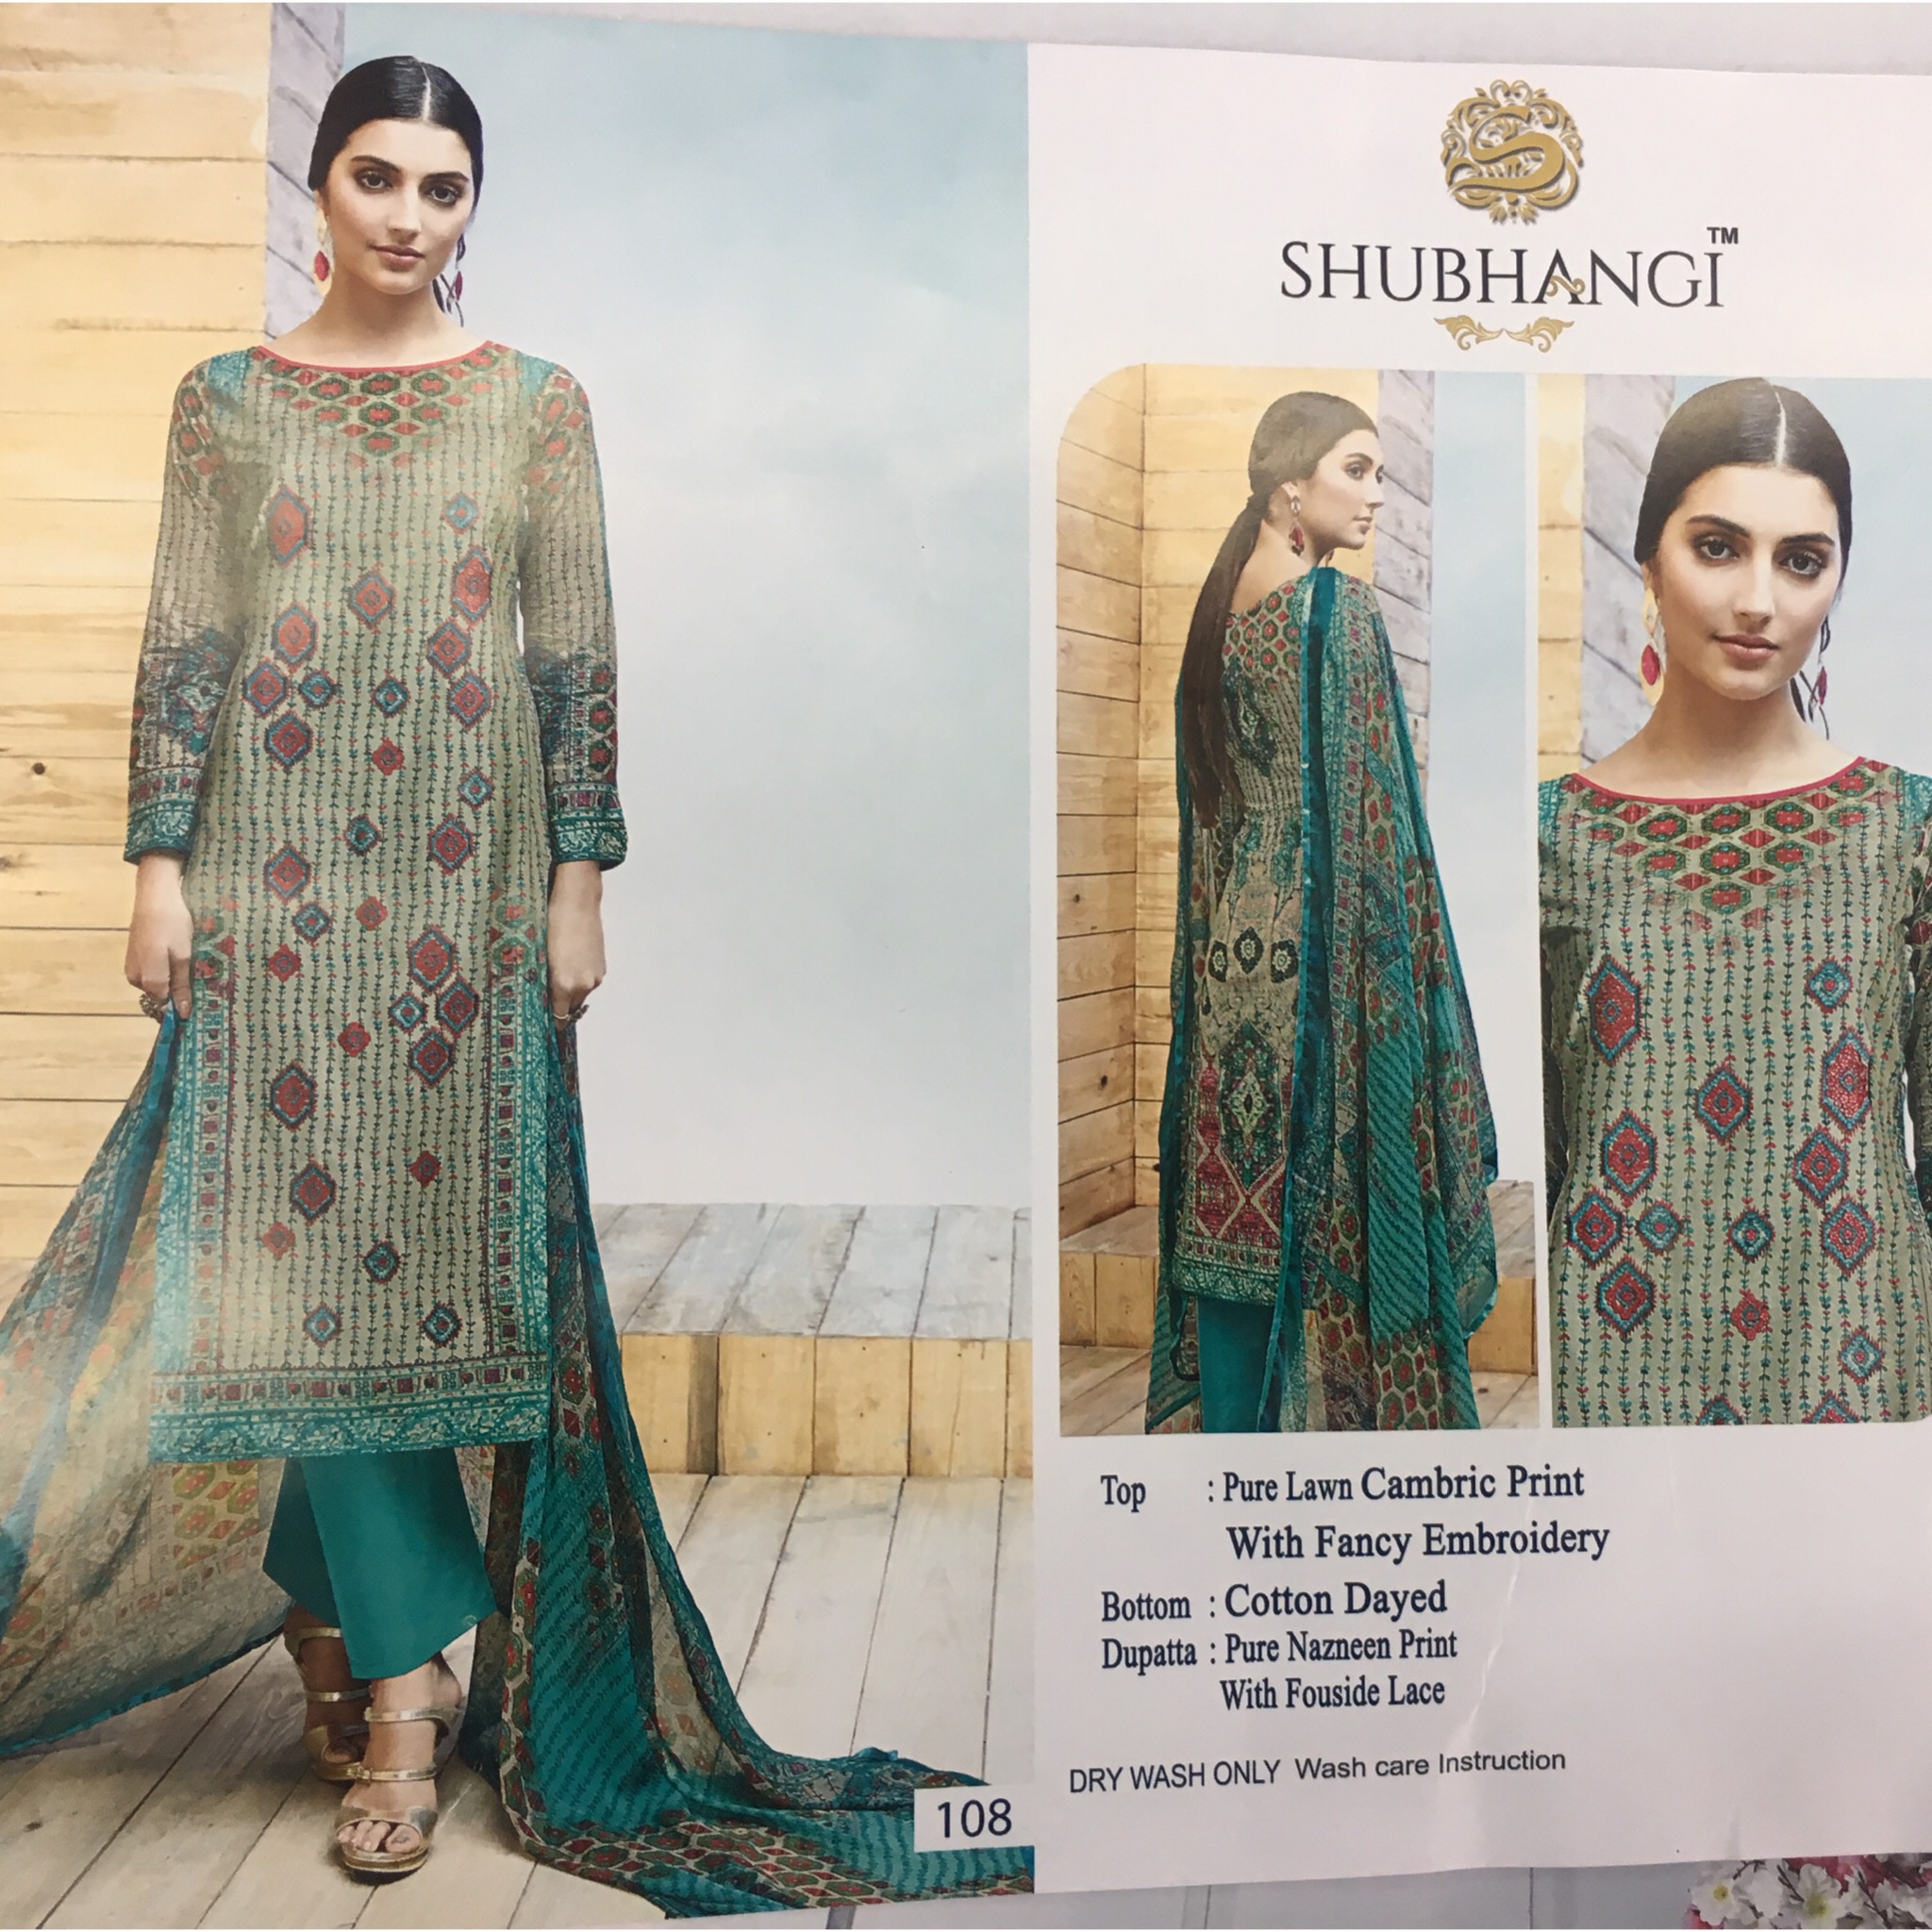 SHUBHANGI™
Top : Pure Lawn Cambric Print
With Fancy Embroidery
Bottom : Cotton Dayed
Dupatta : Pure Nazneen Print
With Fouside Lace
DRY WASH ONLY Wash care Instruction
108